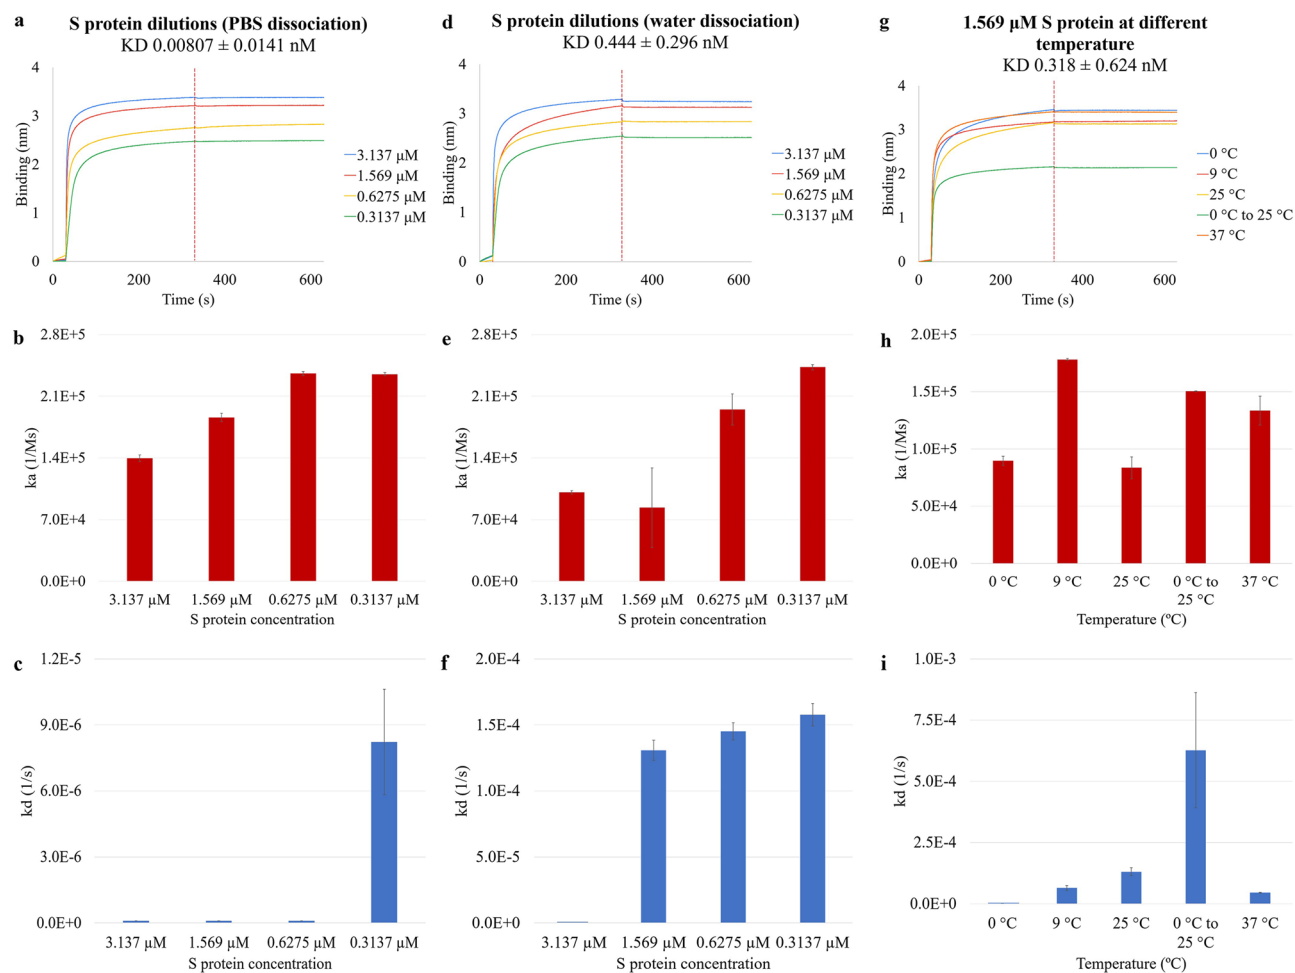 a
S protein dilutions (PBS dissociation)
KD 0.00807 ± 0.0141 nM
4
3
2
1
0
Binding (nm)
0
200
400
600
Time (s)
3.137 µM
1.569 µM
0.6275 µM
0.3137 µM
d
S protein dilutions (water dissociation)
KD 0.444 ± 0.296 nM
4
3
2
1
0
Binding (nm)
0
200
400
600
Time (s)
3.137 µM
1.569 µM
0.6275 µM
0.3137 µM
g
1.569 µM S protein at different
temperature
KD 0.318 ± 0.624 nM
4
3
2
1
0
Binding (nm)
0
200
400
600
Time (s)
0 °C
9 °C
25 °C
0 °C to 25 °C
37 °C
b
2.8E+5
2.1E+5
1.4E+5
7.0E+4
0.0E+0
ka (1/Ms)
3.137 µM
1.569 µM
0.6275 µM
0.3137 µM
S protein concentration
e
2.8E+5
2.1E+5
1.4E+5
7.0E+4
0.0E+0
ka (1/Ms)
3.137 µM
1.569 µM
0.6275 µM
0.3137 µM
S protein concentration
h
2.0E+5
1.5E+5
1.0E+5
5.0E+4
0.0E+0
ka (1/Ms)
0 °C
9 °C
25 °C
0 °C to
25 °C
37 °C
Temperature (ºC)
c
1.2E-5
9.0E-6
6.0E-6
3.0E-6
0.0E+0
kd (1/s)
3.137 µM
1.569 µM
0.6275 µM
0.3137 µM
S protein concentration
f
2.0E-4
1.5E-4
1.0E-4
5.0E-5
0.0E+0
kd (1/s)
3.137 µM
1.569 µM
0.6275 µM
0.3137 µM
S protein concentration
i
1.0E-3
7.5E-4
5.0E-4
2.5E-4
0.0E+0
kd (1/s)
0 °C
9 °C
25 °C
0 °C to
25 °C
37 °C
Temperature (°C)